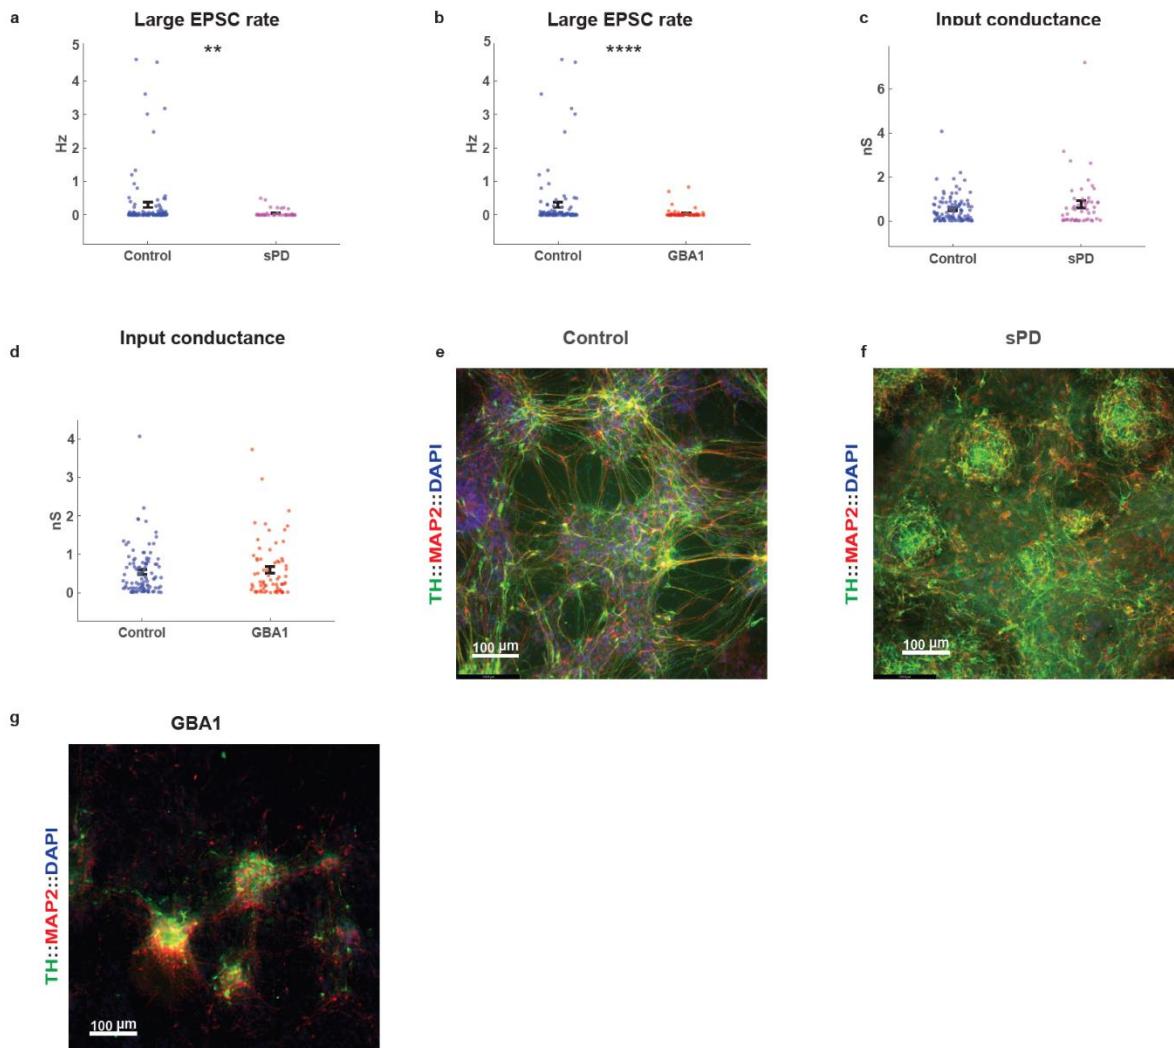 a
Large EPSC rate
**
5
4
3
2
1
0
Hz
Control
sPD
b
Large EPSC rate
****
5
4
3
2
1
0
Hz
Control
GBA1
c
Input conductance
6
4
2
0
nS
Control
sPD
d
Input conductance
4
3
2
1
0
nS
Control
GBA1
e
Control
TH::MAP2::DAPI
100 µm
f
sPD
TH::MAP2::DAPI
100 µm
g
GBA1
TH::MAP2::DAPI
100 µm